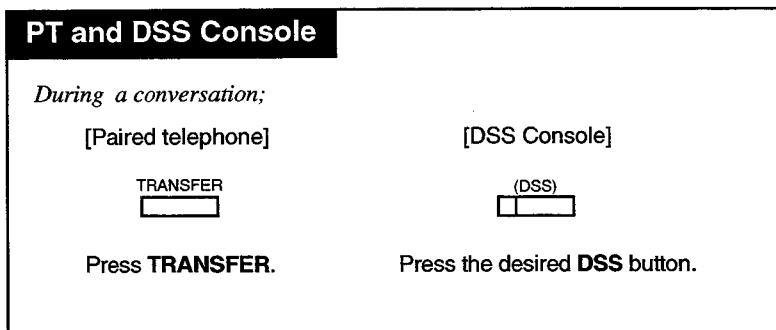 PT and DSS Console
During a conversation;
[Paired telephone] [DSS Console]
TRANSFER (DSS)
Press TRANSFER. Press the desired DSS button.